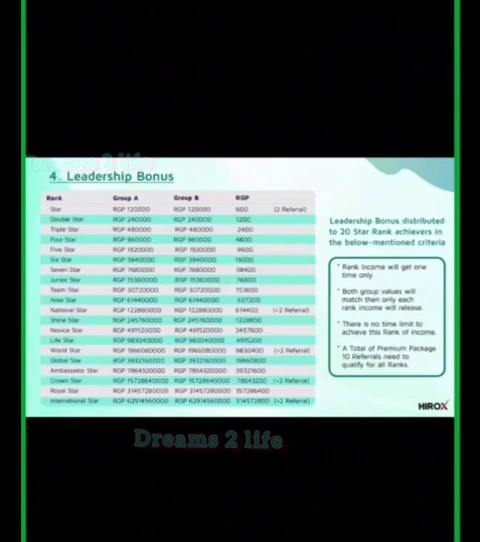 Dreams 2 life
4. Leadership Bonus
Rank Group A Group B RGP
Star RGP 120000 RGP 120000 600 (2 Referral)
Double Star RGP 240000 RGP 240000 1200
Triple Star RGP 480000 RGP 480000 2400
Four Star RGP 960000 RGP 960000 4800
Five Star RGP 1920000 RGP 1920000 9600
Six Star RGP 3840000 RGP 3840000 19200
Seven Star RGP 7680000 RGP 7680000 38400
Junior Star RGP 15360000 RGP 15360000 76800
Team Star RGP 30720000 RGP 30720000 153600
Area Star RGP 61440000 RGP 61440000 307200
National Star RGP 122880000 RGP 122880000 614400 (+2 Referral)
Shine Star RGP 245760000 RGP 245760000 1228800
Novice Star RGP 491520000 RGP 491520000 2457600
Life Star RGP 983040000 RGP 983040000 4915200
World Star RGP 1966080000 RGP 1966080000 9830400 (+2 Referral)
Global Star RGP 3932160000 RGP 3932160000 19660800
Ambassador Star RGP 7864320000 RGP 7864320000 39321600
Crown Star RGP 15728640000 RGP 15728640000 78643200 (+2 Referral)
Royal Star RGP 31457280000 RGP 31457280000 157286400
International Star RGP 62914560000 RGP 62914560000 314572800 (+2 Referral)
Leadership Bonus distributed
to 20 Star Rank achievers in
the below-mentioned criteria
* Rank income will get one
time only
* Both group values will
match then only each
rank income will release.
* There is no time limit to
achieve this Rank of income.
* A Total of Premium Package
10 Referrals need to
qualify for all Ranks.
HIROX
Dreams 2 life